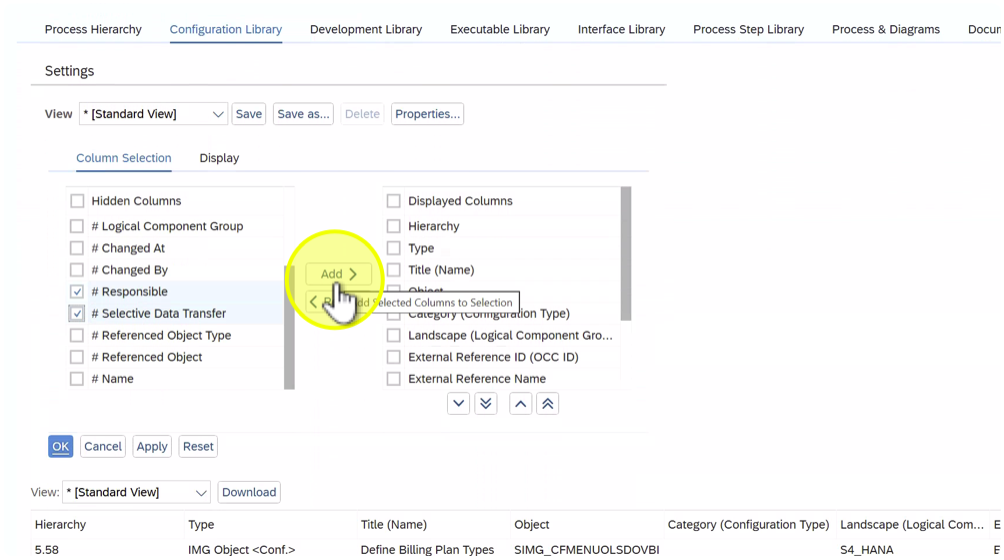 Process Hierarchy Configuration Library Development Library Executable Library Interface Library Process Step Library Process & Diagrams
Settings
View * [Standard View] Save Save as... Delete Properties...
Column Selection Display
Hidden Columns Displayed Columns
# Logical Component Group Hierarchy
# Changed At Type
# Changed By Add Title (Name)
# Responsible Object
Selected Columns to Selection
# Selective Data Transfer Category (Configuration Type)
# Referenced Object Type Landscape (Logical Component Gro...
# Referenced Object External Reference ID (OCC ID)
# Name External Reference Name
OK Cancel Apply Reset
View: * [Standard View] Download
Hierarchy Type Title (Name) Object Category (Configuration Type) Landscape (Logical Com... E
5.58 IMG Object <Conf.> Define Billing Plan Types SIMG_CFMENUOLSDOVBI S4_HANA E